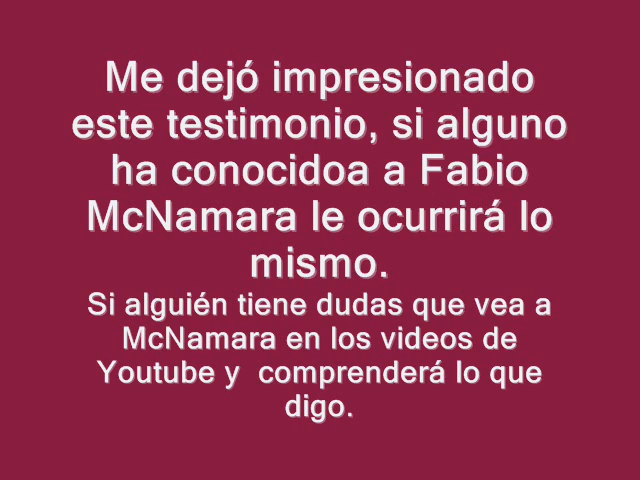 Me dejó impresionado
este testimonio, si alguno
ha conocidoa a Fabio
McNamara le ocurrirá lo
mismo.
Si alguién tiene dudas que vea a
McNamara en los videos de
Youtube y  comprenderá lo que
digo.